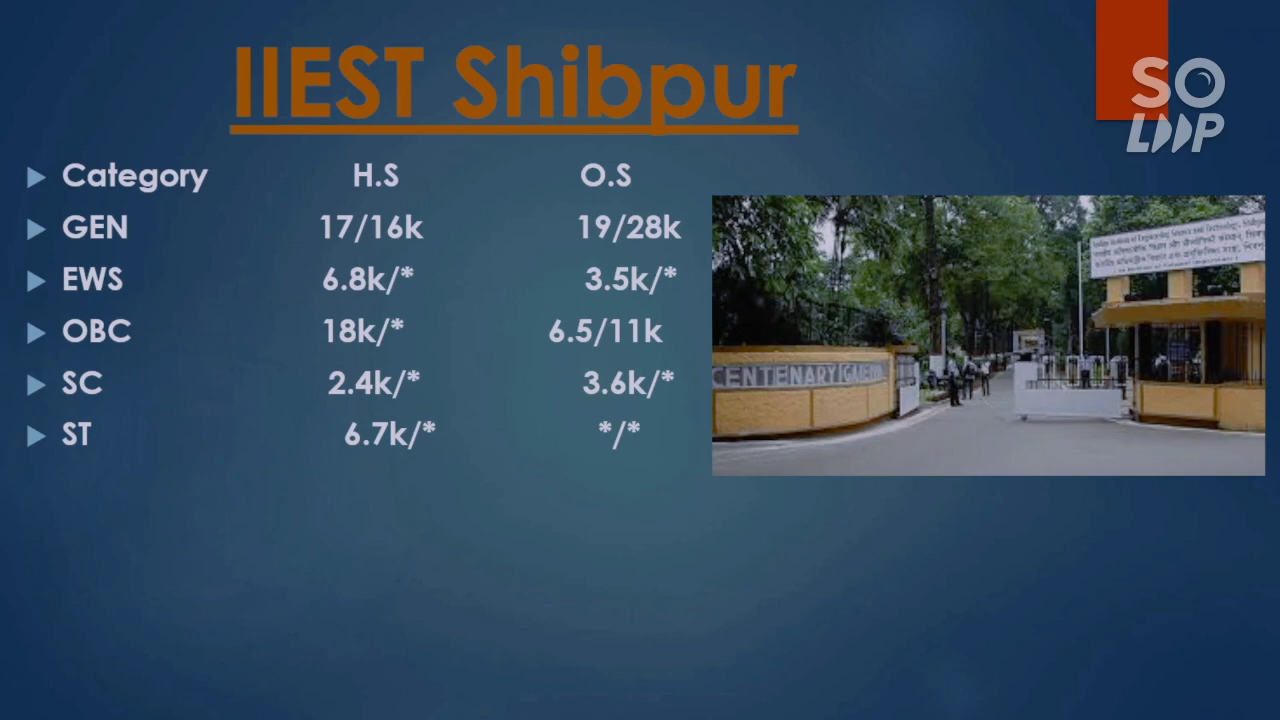 IIEST Shibpur
SO
LOOP
Category H.S O.S
GEN 17/16k 19/28k
EWS 6.8k/* 3.5k/*
OBC 18k/* 6.5/11k
SC 2.4k/* 3.6k/*
ST 6.7k/* */*
CENTENARY GATE